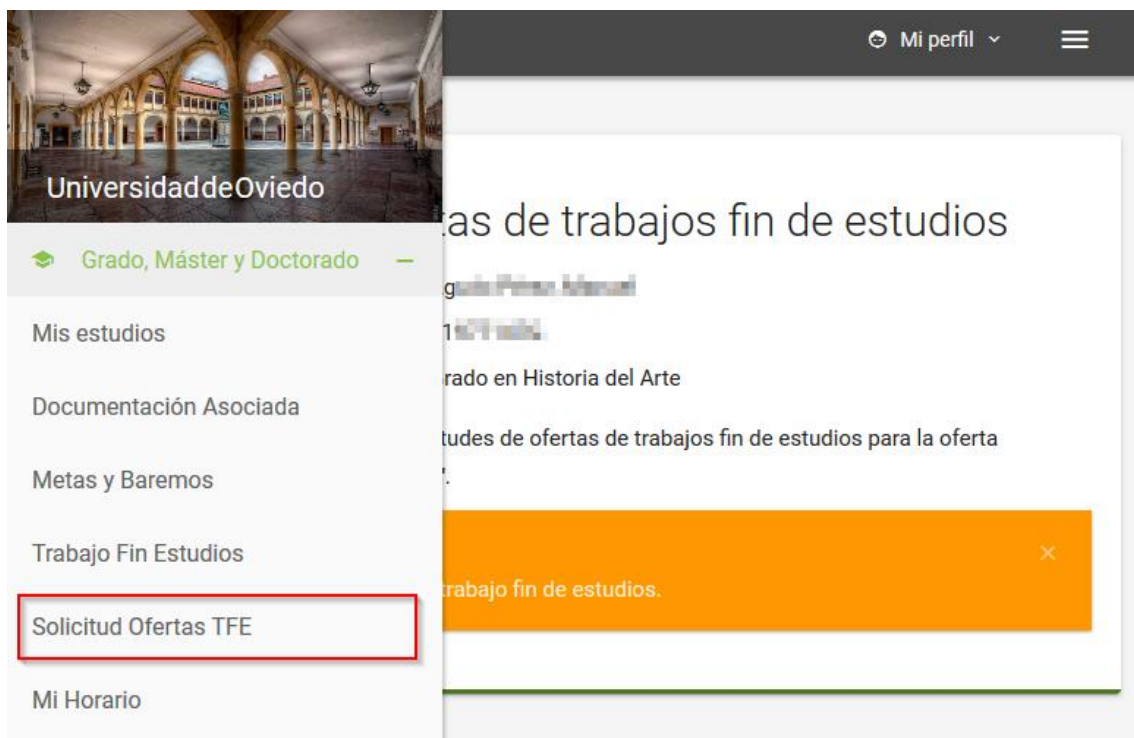 Mi perfil
UniversidaddeOviedo
Grado, Máster y Doctorado
Mis estudios
Documentación Asociada
Metas y Baremos
Trabajo Fin Estudios
Solicitud Ofertas TFE
Mi Horario
tas de trabajos fin de estudios
rado en Historia del Arte
tudes de ofertas de trabajos fin de estudios para la oferta
".
trabajo fin de estudios.